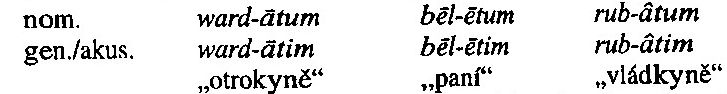 nom. ward-ātum bēl-ētum rub-âtum
gen./akus. ward-ātim bēl-ētim rub-âtim
„otrokyně“ „paní“ „vládkyně“